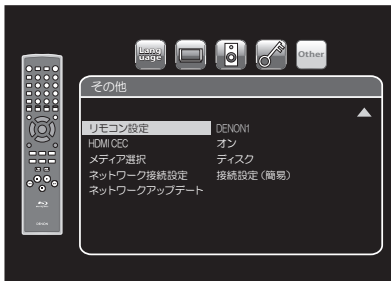 Language
Other
その他
リモコン設定 DENON1
HDMI CEC オン
メディア選択 ディスク
ネットワーク接続設定 接続設定（簡易）
ネットワークアップデート
DENON